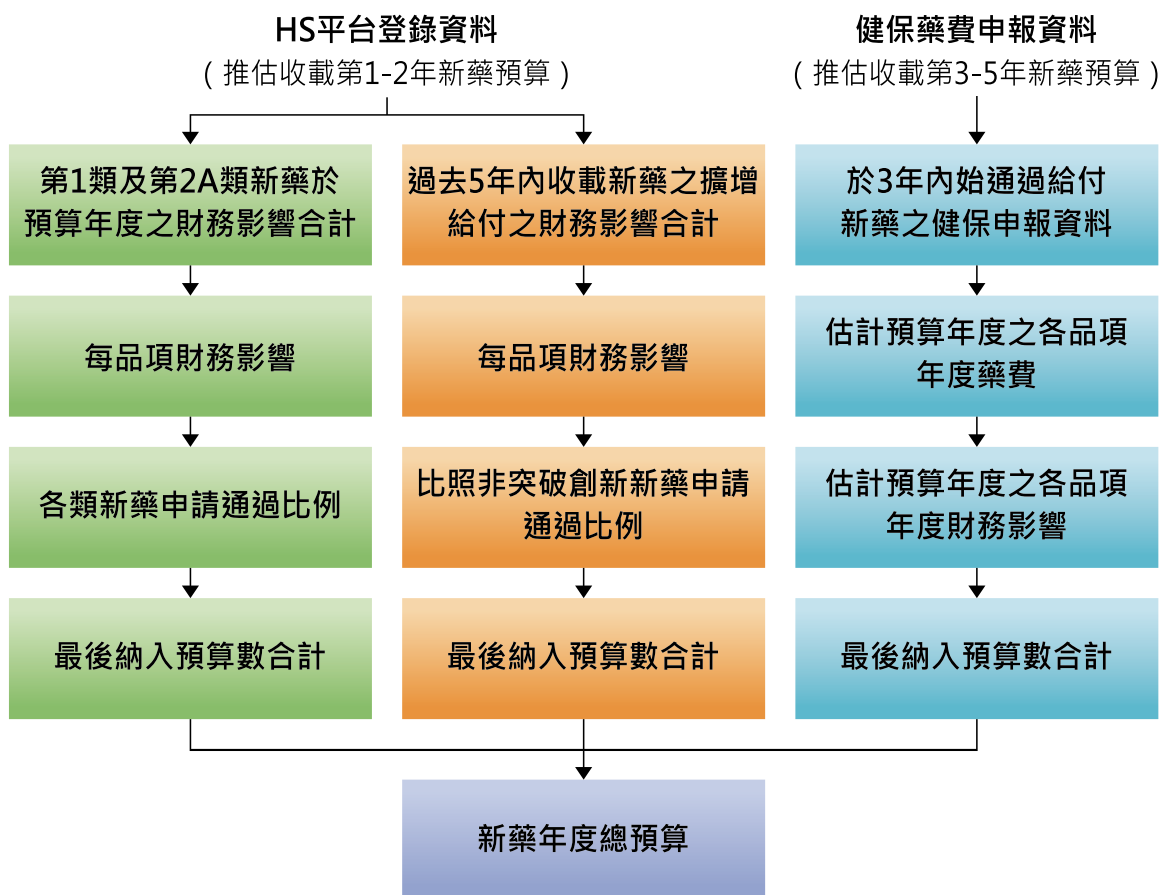 HS平台登錄資料
（推估收載第1-2年新藥預算）
第1類及第2A類新藥於
預算年度之財務影響合計
每品項財務影響
各類新藥申請通過比例
最後納入預算數合計
過去5年內收載新藥之擴增
給付之財務影響合計
每品項財務影響
比照非突破創新新藥申請
通過比例
最後納入預算數合計
健保藥費申報資料
（推估收載第3-5年新藥預算）
於3年內始通過給付
新藥之健保申報資料
估計預算年度之各品項
年度藥費
估計預算年度之各品項
年度財務影響
最後納入預算數合計
新藥年度總預算